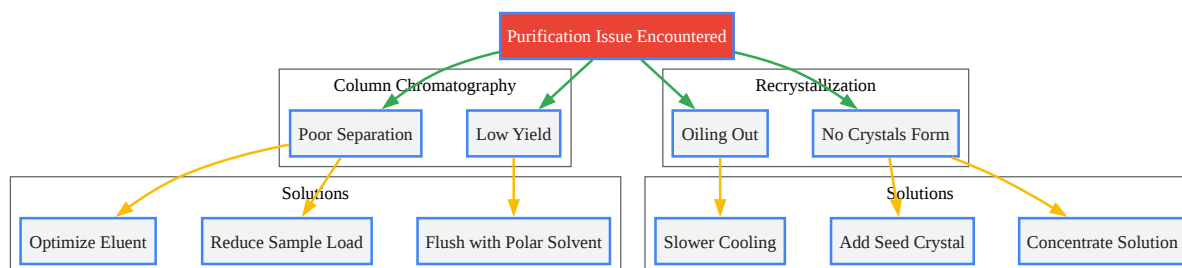 Purification Issue Encountered
Column Chromatography
Recrystallization
Poor Separation
Low Yield
Oiling Out
No Crystals Form
Solutions
Solutions
Optimize Eluent
Reduce Sample Load
Flush with Polar Solvent
Slower Cooling
Add Seed Crystal
Concentrate Solution